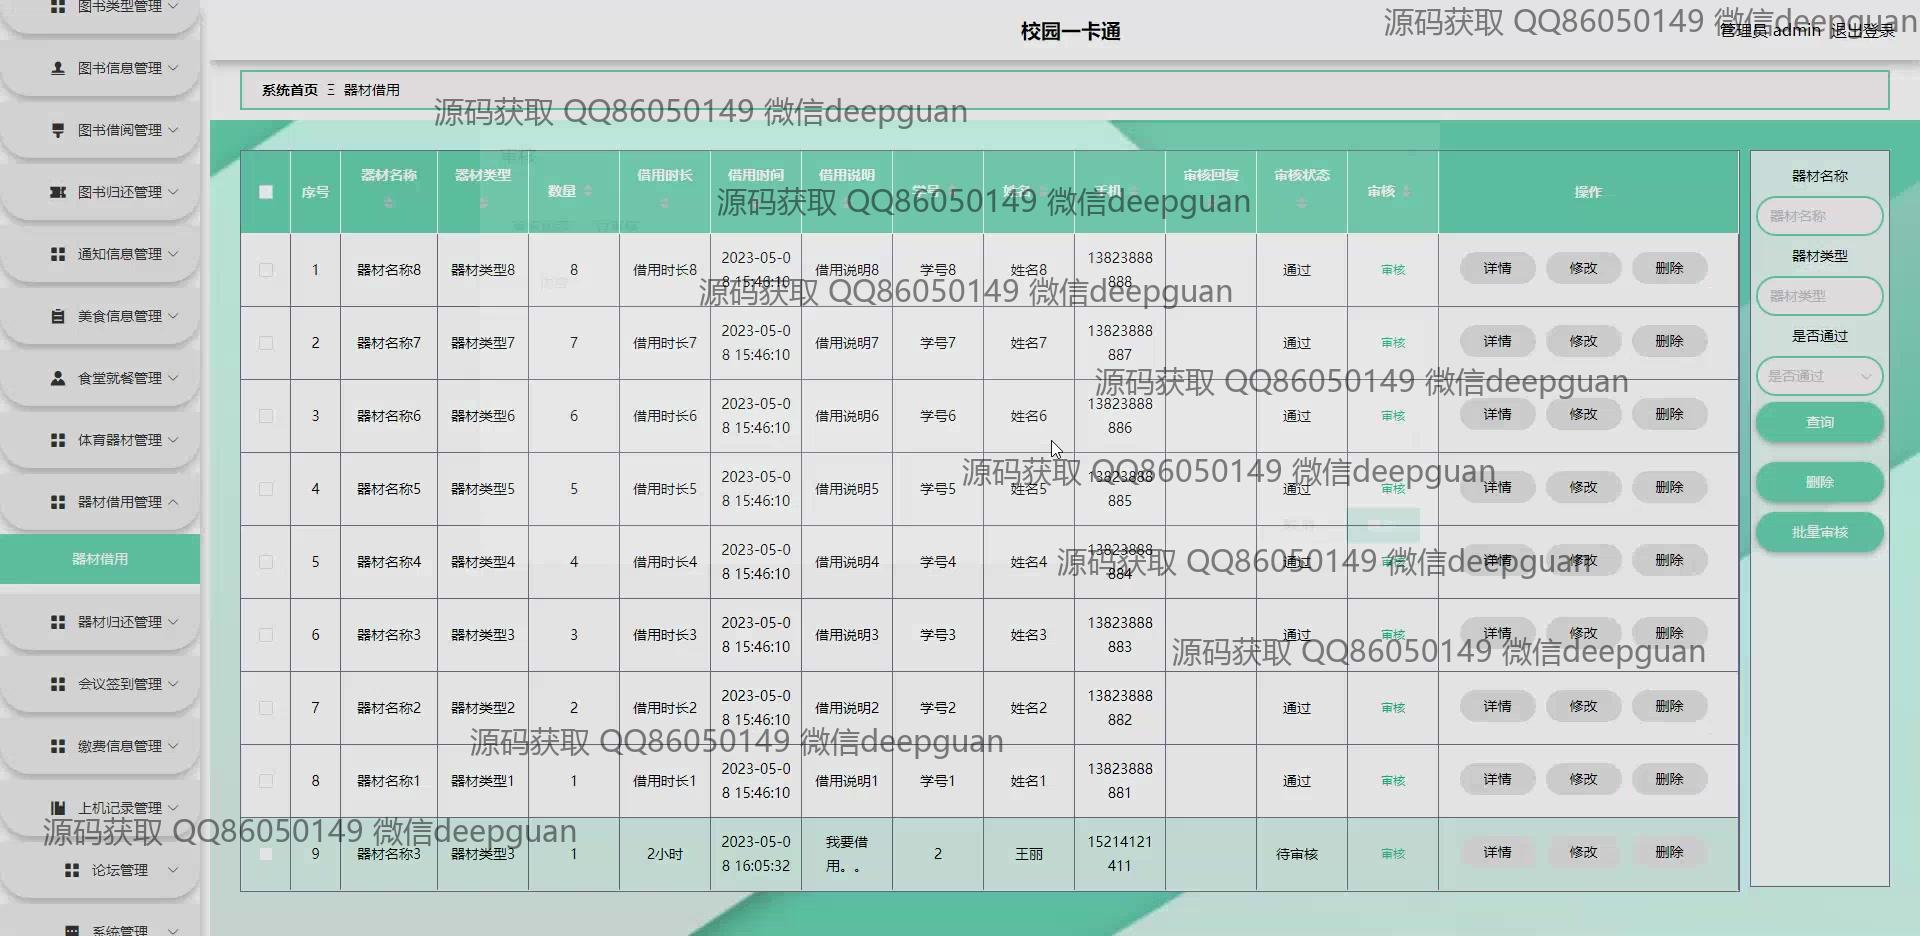 校园一卡通
管理员 admin 退出登录
源码获取 QQ86050149 微信deepguan
图书类型管理
图书信息管理
图书借阅管理
图书归还管理
通知信息管理
美食信息管理
食堂就餐管理
体育器材管理
器材借用管理
器材借用
器材归还管理
会议签到管理
缴费信息管理
上机记录管理
论坛管理
系统管理
系统首页 Ξ 器材借用
源码获取 QQ86050149 微信deepguan
序号 器材名称 器材类型 数量 借用时长 借用时间 借用说明 学号 姓名 手机 审核回复 审核状态 审核 操作
源码获取 QQ86050149 微信deepguan
1 器材名称8 器材类型8 8 借用时长8 2023-05-08 15:46:10 借用说明8 学号8 姓名8 13823888888 通过 审核 详情 修改 删除
源码获取 QQ86050149 微信deepguan
2 器材名称7 器材类型7 7 借用时长7 2023-05-08 15:46:10 借用说明7 学号7 姓名7 13823888887 通过 审核 详情 修改 删除
源码获取 QQ86050149 微信deepguan
3 器材名称6 器材类型6 6 借用时长6 2023-05-08 15:46:10 借用说明6 学号6 姓名6 13823888886 通过 审核 详情 修改 删除
源码获取 QQ86050149 微信deepguan
4 器材名称5 器材类型5 5 借用时长5 2023-05-08 15:46:10 借用说明5 学号5 姓名5 13823888885 通过 审核 详情 修改 删除
源码获取 QQ86050149 微信deepguan
5 器材名称4 器材类型4 4 借用时长4 2023-05-08 15:46:10 借用说明4 学号4 姓名4 13823888884 通过 审核 详情 修改 删除
源码获取 QQ86050149 微信deepguan
6 器材名称3 器材类型3 3 借用时长3 2023-05-08 15:46:10 借用说明3 学号3 姓名3 13823888883 通过 审核 详情 修改 删除
7 器材名称2 器材类型2 2 借用时长2 2023-05-08 15:46:10 借用说明2 学号2 姓名2 13823888882 通过 审核 详情 修改 删除
源码获取 QQ86050149 微信deepguan
8 器材名称1 器材类型1 1 借用时长1 2023-05-08 15:46:10 借用说明1 学号1 姓名1 13823888881 通过 审核 详情 修改 删除
源码获取 QQ86050149 微信deepguan
9 器材名称3 器材类型3 1 2小时 2023-05-08 16:05:32 我要借用。。 2 王丽 15214121411 待审核 审核 详情 修改 删除
器材名称
器材名称
器材类型
器材类型
是否通过
是否通过
查询
删除
批量审核